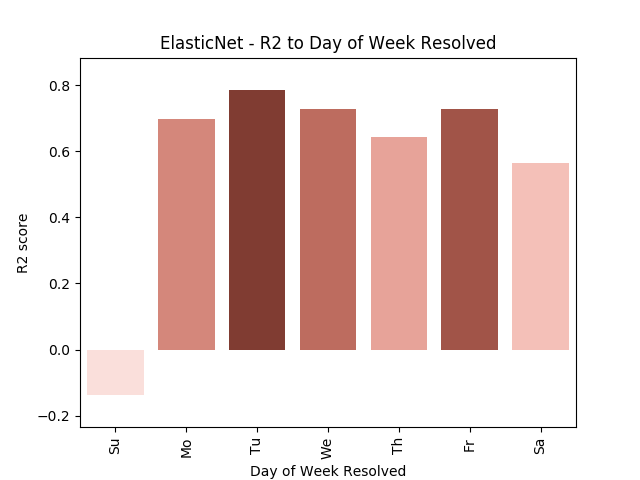 ElasticNet - R2 to Day of Week Resolved
R2 score
0.8
0.6
0.4
0.2
0.0
−0.2
Su
Mo
Tu
We
Th
Fr
Sa
Day of Week Resolved